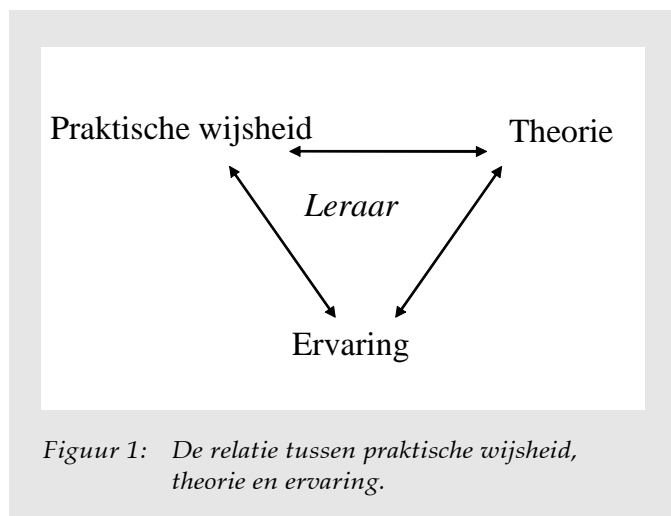 Praktische wijsheid
Theorie
Leraar
Ervaring
Figuur 1: De relatie tussen praktische wijsheid,
theorie en ervaring.